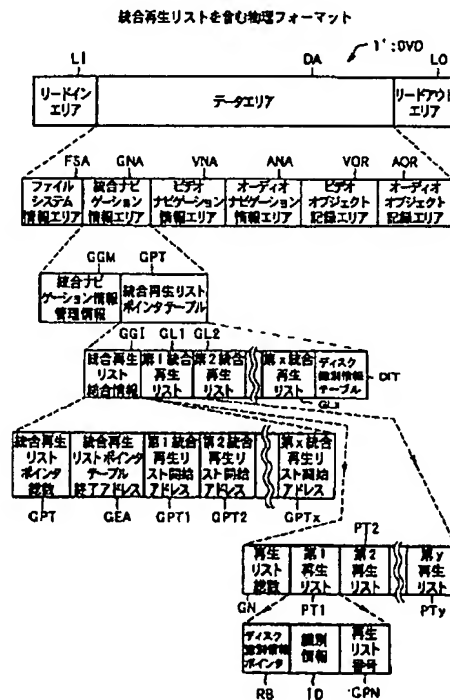 統合再生リストを含む物理フォーマット
1':DVD
LI
DA
LO
リードイン
エリア
データエリア
リードアウト
エリア
FSA
GNA
VNA
ANA
VOR
AOR
ファイル
システム
情報エリア
統合ナビ
ゲーション
情報エリア
ビデオ
ナビゲーション
情報エリア
オーディオ
ナビゲーション
情報エリア
ビデオ
オブジェクト
記録エリア
オーディオ
オブジェクト
記録エリア
GGM
GPT
統合ナビ
ゲーション情報
管理情報
統合再生リスト
ポインタテーブル
GGI
GL1
GL2
統合再生
リスト
総合情報
第1統合
再生
リスト
第2統合
再生
リスト
第x統合
再生
リスト
ディスク
識別情報
テーブル
DIT
GLx
統合再生
リスト
ポインタ
総数
統合再生
リストポインタ
テーブル
終了アドレス
第1統合
再生リ
スト開始
アドレス
第2統合
再生リ
スト開始
アドレス
第x統合
再生リ
スト開始
アドレス
GPT
GEA
GPT1
GPT2
GPTx
PT2
再生
リスト
総数
第1
再生
リスト
第2
再生
リスト
第y
再生
リスト
GN
PT1
PTy
ディスク
識別情報
ポインタ
識別
情報
再生
リスト
番号
RB
ID
GPN